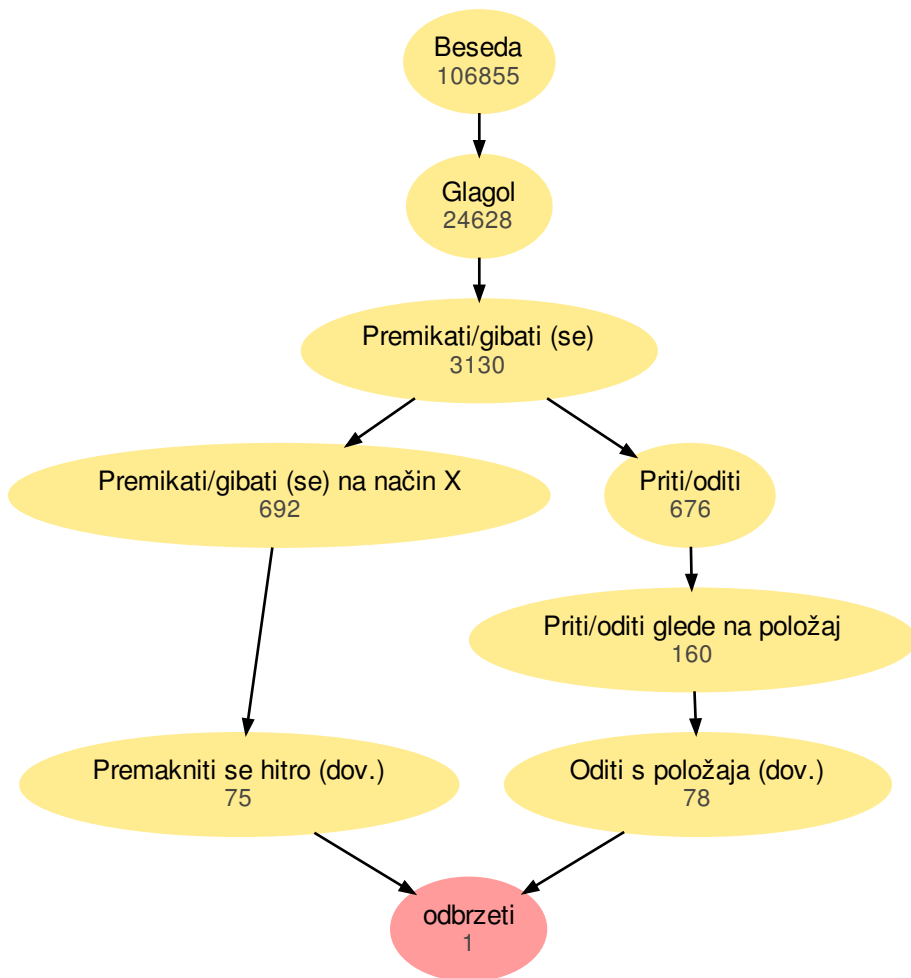 Beseda
106855
Glagol
24628
Premikati/gibati (se)
3130
Premikati/gibati (se) na način X
692
Priti/oditi
676
Priti/oditi glede na položaj
160
Premakniti se hitro (dov.)
75
Oditi s položaja (dov.)
78
odbrzeti
1